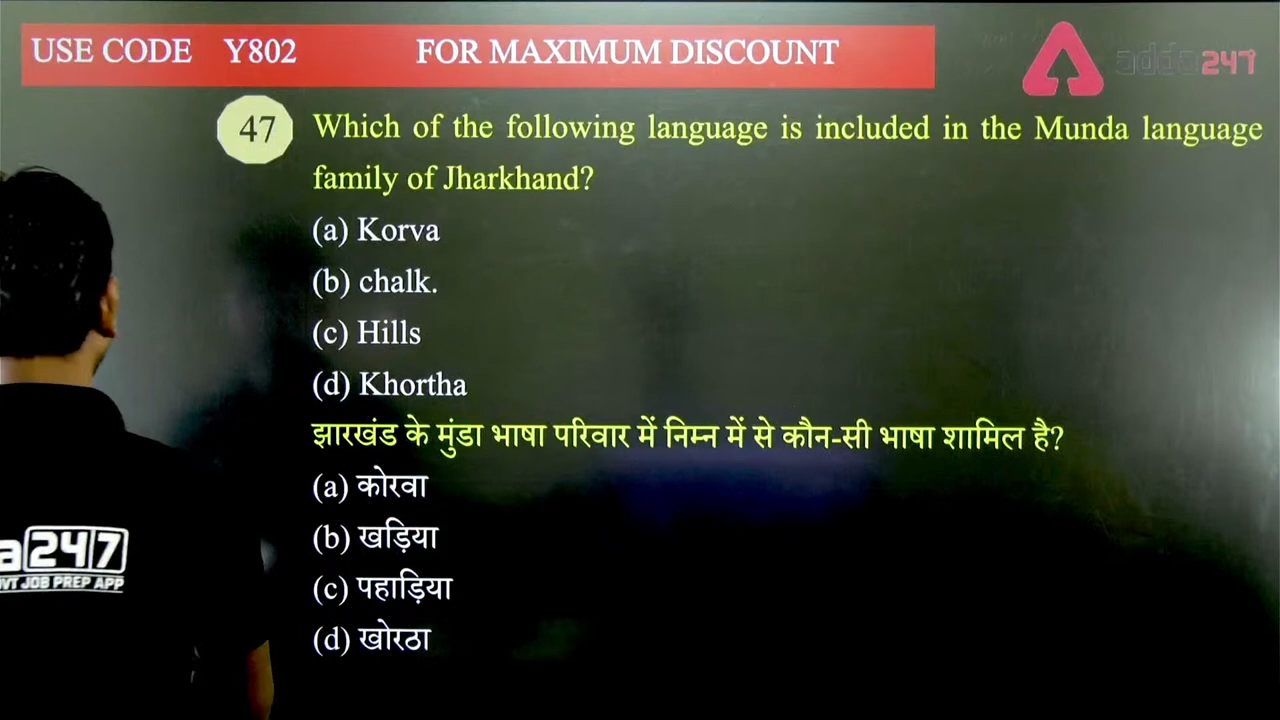 USE CODE Y802 FOR MAXIMUM DISCOUNT
adda247
47 Which of the following language is included in the Munda language
family of Jharkhand?
(a) Korva
(b) chalk.
(c) Hills
(d) Khortha
झारखंड के मुंडा भाषा परिवार में निम्न में से कौन-सी भाषा शामिल है?
(a) कोरवा
(b) खड़िया
(c) पहाड़िया
(d) खोरठा
a247
VT JOB PREP APP